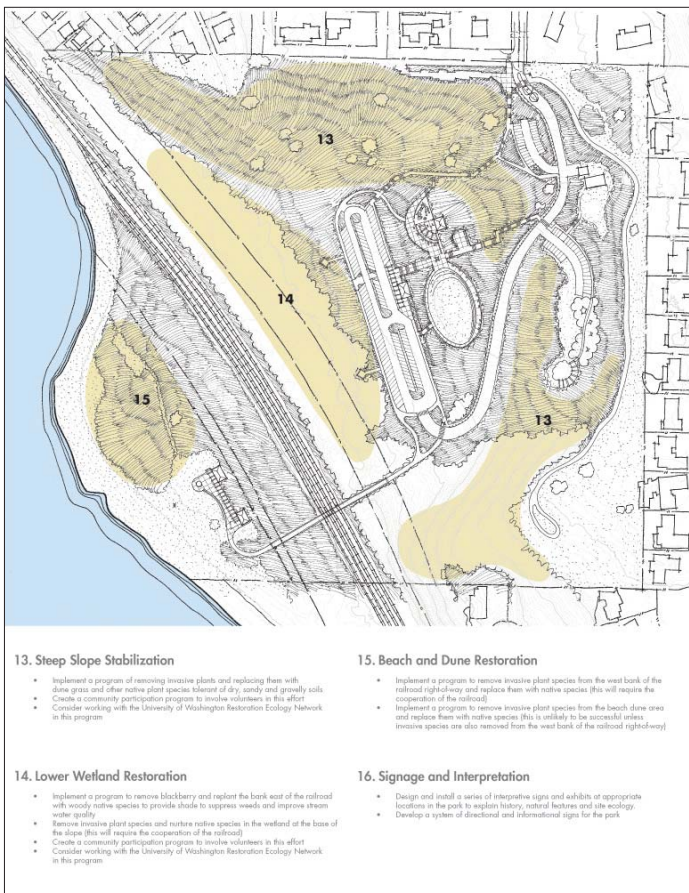 13
14
15
13
13. Steep Slope Stabilization
• Implement a program of removing invasive plants and replacing them with
dune grass and other native plant species tolerant of dry, sandy and gravelly soils
• Create a community participation program to involve volunteers in this effort
• Consider working with the University of Washington Restoration Ecology Network
in this program
14. Lower Wetland Restoration
• Implement a program to remove blackberry and replant the bank east of the railroad
with woody native species to provide shade to suppress weeds and improve stream
water quality
• Remove invasive plant species and nurture native species in the wetland at the base of
the slope (this will require the cooperation of the railroad)
• Create a community participation program to involve volunteers in this effort
• Consider working with the University of Washington Restoration Ecology Network
in this program
15. Beach and Dune Restoration
• Implement a program to remove invasive plant species from the west bank of the
railroad right-of-way and replace them with native species (this will require the
cooperation of the railroad)
• Implement a program to remove invasive plant species from the beach dune area
and replace them with native species (this is unlikely to be successful unless
invasive species are also removed from the west bank of the railroad right-of-way)
16. Signage and Interpretation
• Design and install a series of interpretive signs and exhibits at appropriate
locations in the park to explain history, natural features and site ecology.
• Develop a system of directional and informational signs for the park